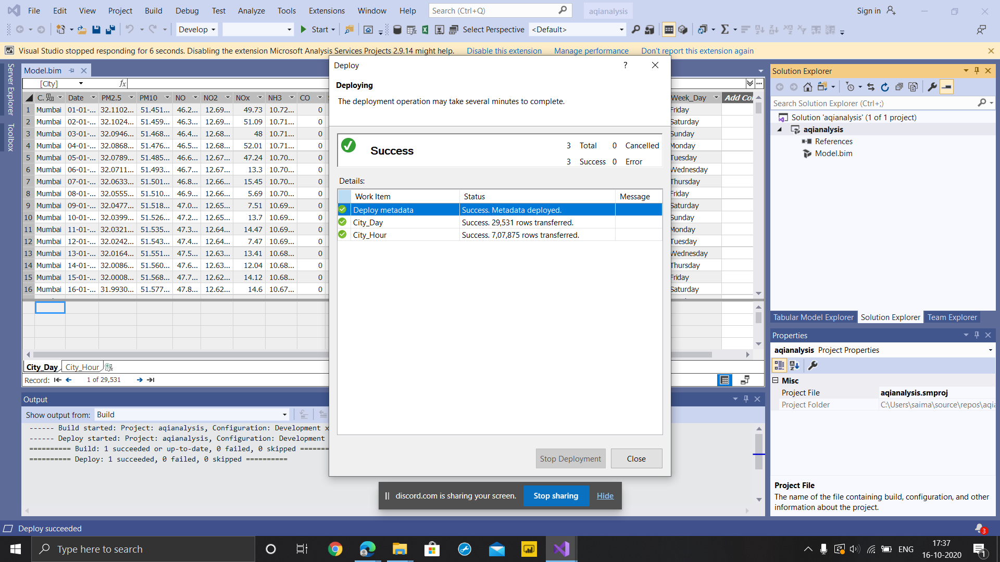 File Edit View Project Build Debug Test Analyze Tools Extensions Window Help Search (Ctrl+Q) aqianalysis Sign in
Develop Start Select Perspective <Default>
Visual Studio stopped responding for 6 seconds. Disabling the extension Microsoft Analysis Services Projects 2.9.14 might help. Disable this extension Manage performance Don't report this extension again
Server Explorer
Toolbox
Model.bim
[City] fx
C. Date PM2.5 PM10 NO NO2 NOx NH3 CO
1 Mumbai 01-01-... 32.1102... 51.451... 46.2... 12.69... 49.73 10.72... 0
2 Mumbai 02-01-... 32.1024... 51.459... 46.3... 12.69... 51.09 10.71... 0
3 Mumbai 03-01-... 32.0946... 51.468... 46.4... 12.68... 48 10.71... 0
4 Mumbai 04-01-... 32.0868... 51.476... 46.5... 12.68... 52.01 10.71... 0
5 Mumbai 05-01-... 32.0789... 51.485... 46.6... 12.67... 47.24 10.70... 0
6 Mumbai 06-01-... 32.0711... 51.493... 46.7... 12.67... 13.3 10.70... 0
7 Mumbai 07-01-... 32.0633... 51.501... 46.8... 12.66... 15.45 10.70... 0
8 Mumbai 08-01-... 32.0555... 51.510... 46.9... 12.66... 5.69 10.70... 0
9 Mumbai 09-01-... 32.0477... 51.518... 47.0... 12.65... 7.51 10.69... 0
10 Mumbai 10-01-... 32.0399... 51.526... 47.2... 12.65... 13.7 10.69... 0
11 Mumbai 11-01-... 32.0321... 51.535... 47.3... 12.64... 14.47 10.69... 0
12 Mumbai 12-01-... 32.0242... 51.543... 47.4... 12.64... 7.47 10.69... 0
13 Mumbai 13-01-... 32.0164... 51.551... 47.5... 12.63... 13.41 10.68... 0
14 Mumbai 14-01-... 32.0086... 51.560... 47.6... 12.63... 12.04 10.68... 0
15 Mumbai 15-01-... 32.0008... 51.568... 47.7... 12.62... 14.12 10.68... 0
16 Mumbai 16-01-... 31.9930... 51.577... 47.8... 12.62... 14.6 10.67... 0
City_Day City_Hour
Record: 1 of 29,531
Deploy ?
Deploying
The deployment operation may take several minutes to complete.
Success
3 Total 0 Cancelled
3 Success 0 Error
Details:
Work Item Status Message
Deploy metadata Success. Metadata deployed.
City_Day Success. 29,531 rows transferred.
City_Hour Success. 7,07,875 rows transferred.
Stop Deployment Close
Week_Day Add Col
Friday
Saturday
Sunday
Monday
Tuesday
Wednesday
Thursday
Friday
Saturday
Sunday
Monday
Tuesday
Wednesday
Thursday
Friday
Saturday
Solution Explorer
Search Solution Explorer (Ctrl+;)
Solution 'aqianalysis' (1 of 1 project)
aqianalysis
References
Model.bim
Tabular Model Explorer Solution Explorer Team Explorer
Properties
aqianalysis Project Properties
Misc
Project File aqianalysis.smproj
Project Folder C:\Users\saima\source\repos\aqia
Project File
The name of the file containing build, configuration, and other
information about the project.
Output
Show output from: Build
------ Build started: Project: aqianalysis, Configuration: Development x
------ Deploy started: Project: aqianalysis, Configuration: Development
========== Build: 1 succeeded or up-to-date, 0 failed, 0 skipped =======
========== Deploy: 1 succeeded, 0 failed, 0 skipped ==========
discord.com is sharing your screen. Stop sharing Hide
Deploy succeeded 3
Type here to search ENG 17:37
16-10-2020 1